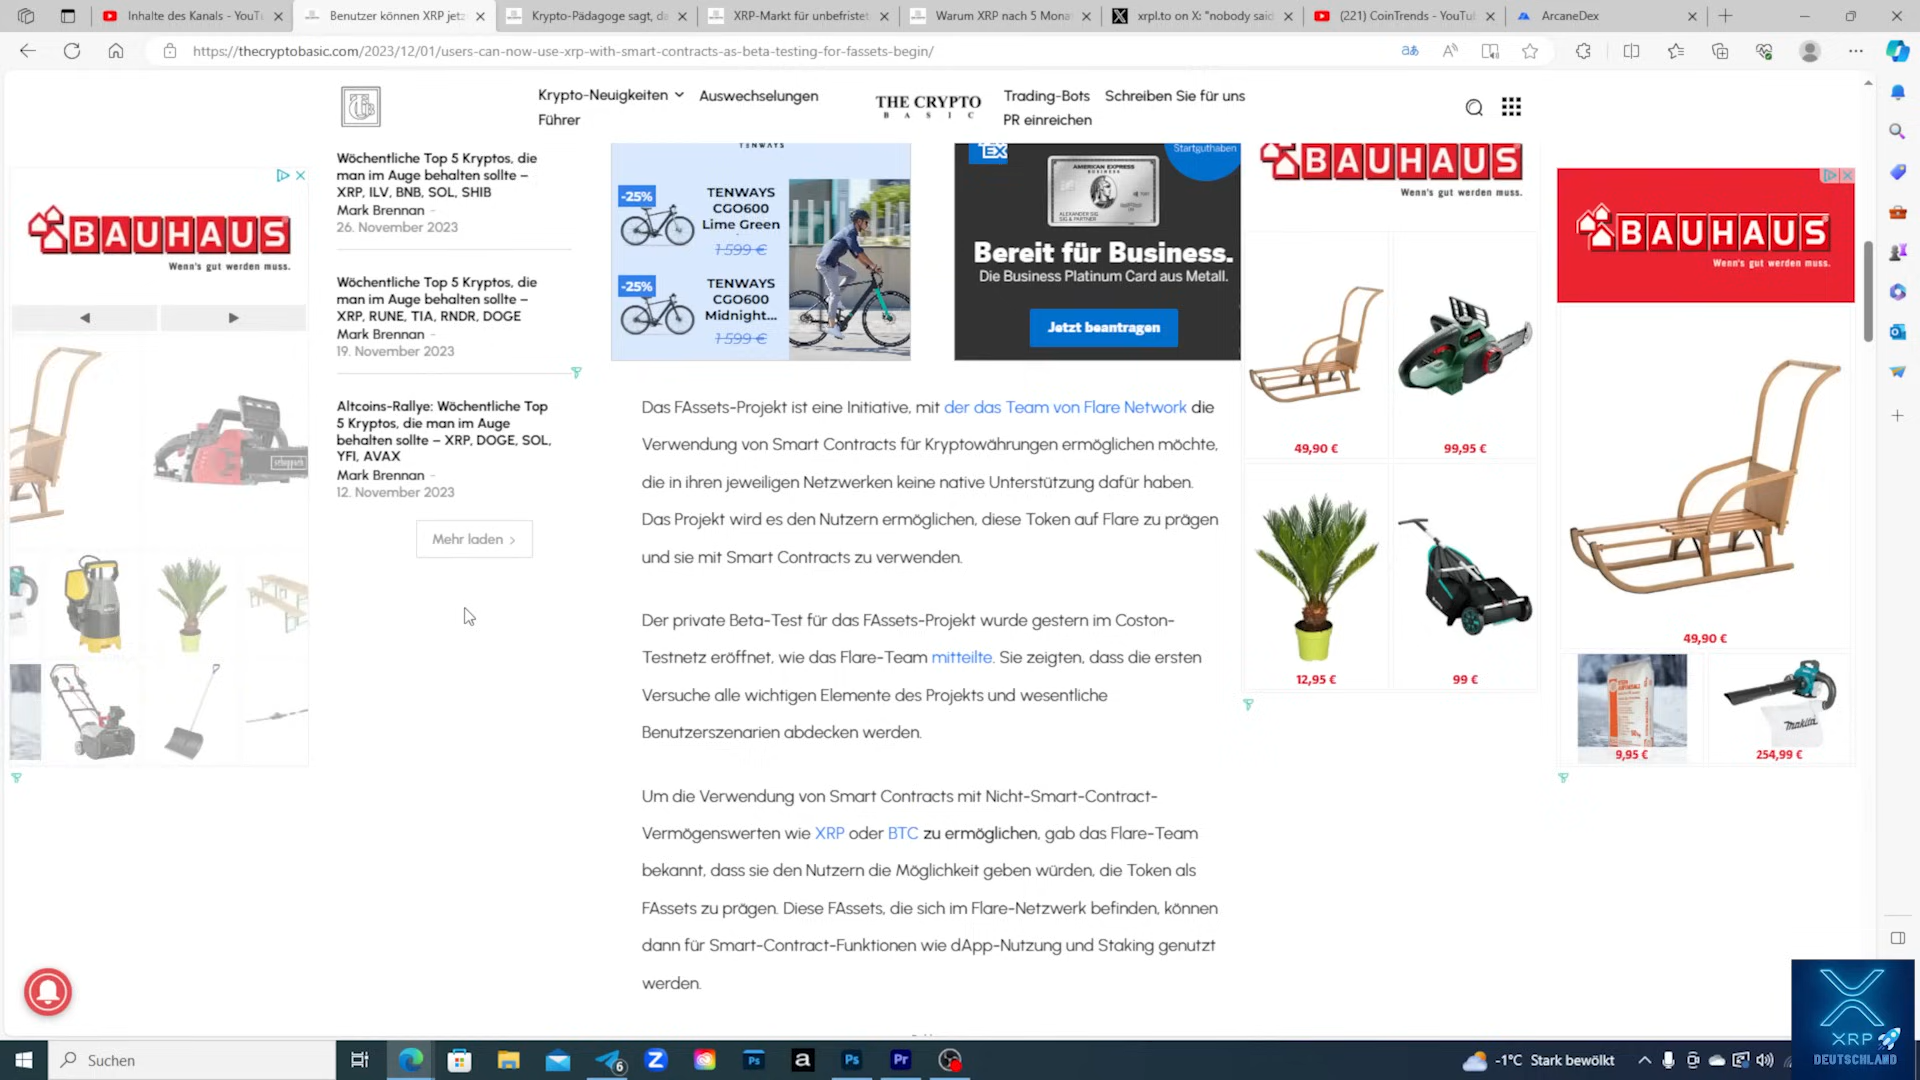 Inhalte des Kanals - YouTu
Benutzer können XRP jetz
Krypto-Pädagoge sagt, da
XRP-Markt für unbefristet
Warum XRP nach 5 Mona
xrpl.to on X: "nobody said
(221) CoinTrends - YouTu
ArcaneDex
https://thecryptobasic.com/2023/12/01/users-can-now-use-xrp-with-smart-contracts-as-beta-testing-for-fassets-begin/
Krypto-Neuigkeiten
Auswechselungen
Führer
THE CRYPTO
BASIC
Trading-Bots
Schreiben Sie für uns
PR einreichen
Wöchentliche Top 5 Kryptos, die
man im Auge behalten sollte –
XRP, ILV, BNB, SOL, SHIB
Mark Brennan -
26. November 2023
Wöchentliche Top 5 Kryptos, die
man im Auge behalten sollte –
XRP, RUNE, TIA, RNDR, DOGE
Mark Brennan -
19. November 2023
Altcoins-Rallye: Wöchentliche Top
5 Kryptos, die man im Auge
behalten sollte – XRP, DOGE, SOL,
YFI, AVAX
Mark Brennan -
12. November 2023
Mehr laden
BAUHAUS
Wenn's gut werden muss.
TENWAYS
-25%
TENWAYS
CGO600
Lime Green
1 599 €
-25%
TENWAYS
CGO600
Midnight...
1 599 €
TEX
Startguthaben
AMERICAN EXPRESS
BUSINESS
Bereit für Business.
Die Business Platinum Card aus Metall.
Jetzt beantragen
BAUHAUS
Wenn's gut werden muss.
49,90 €
99,95 €
12,95 €
99 €
BAUHAUS
Wenn's gut werden muss.
49,90 €
makita
9,95 €
254,99 €
Das FAssets-Projekt ist eine Initiative, mit der das Team von Flare Network die
Verwendung von Smart Contracts für Kryptowährungen ermöglichen möchte,
die in ihren jeweiligen Netzwerken keine native Unterstützung dafür haben.
Das Projekt wird es den Nutzern ermöglichen, diese Token auf Flare zu prägen
und sie mit Smart Contracts zu verwenden.
Der private Beta-Test für das FAssets-Projekt wurde gestern im Coston-
Testnetz eröffnet, wie das Flare-Team mitteilte. Sie zeigten, dass die ersten
Versuche alle wichtigen Elemente des Projekts und wesentliche
Benutzerszenarien abdecken werden.
Um die Verwendung von Smart Contracts mit Nicht-Smart-Contract-
Vermögenswerten wie XRP oder BTC zu ermöglichen, gab das Flare-Team
bekannt, dass sie den Nutzern die Möglichkeit geben würden, die Token als
FAssets zu prägen. Diese FAssets, die sich im Flare-Netzwerk befinden, können
dann für Smart-Contract-Funktionen wie dApp-Nutzung und Staking genutzt
werden.
XRP
DEUTSCHLAND
Suchen
6
Ps
a
Ps
Pr
-1°C Stark bewölkt